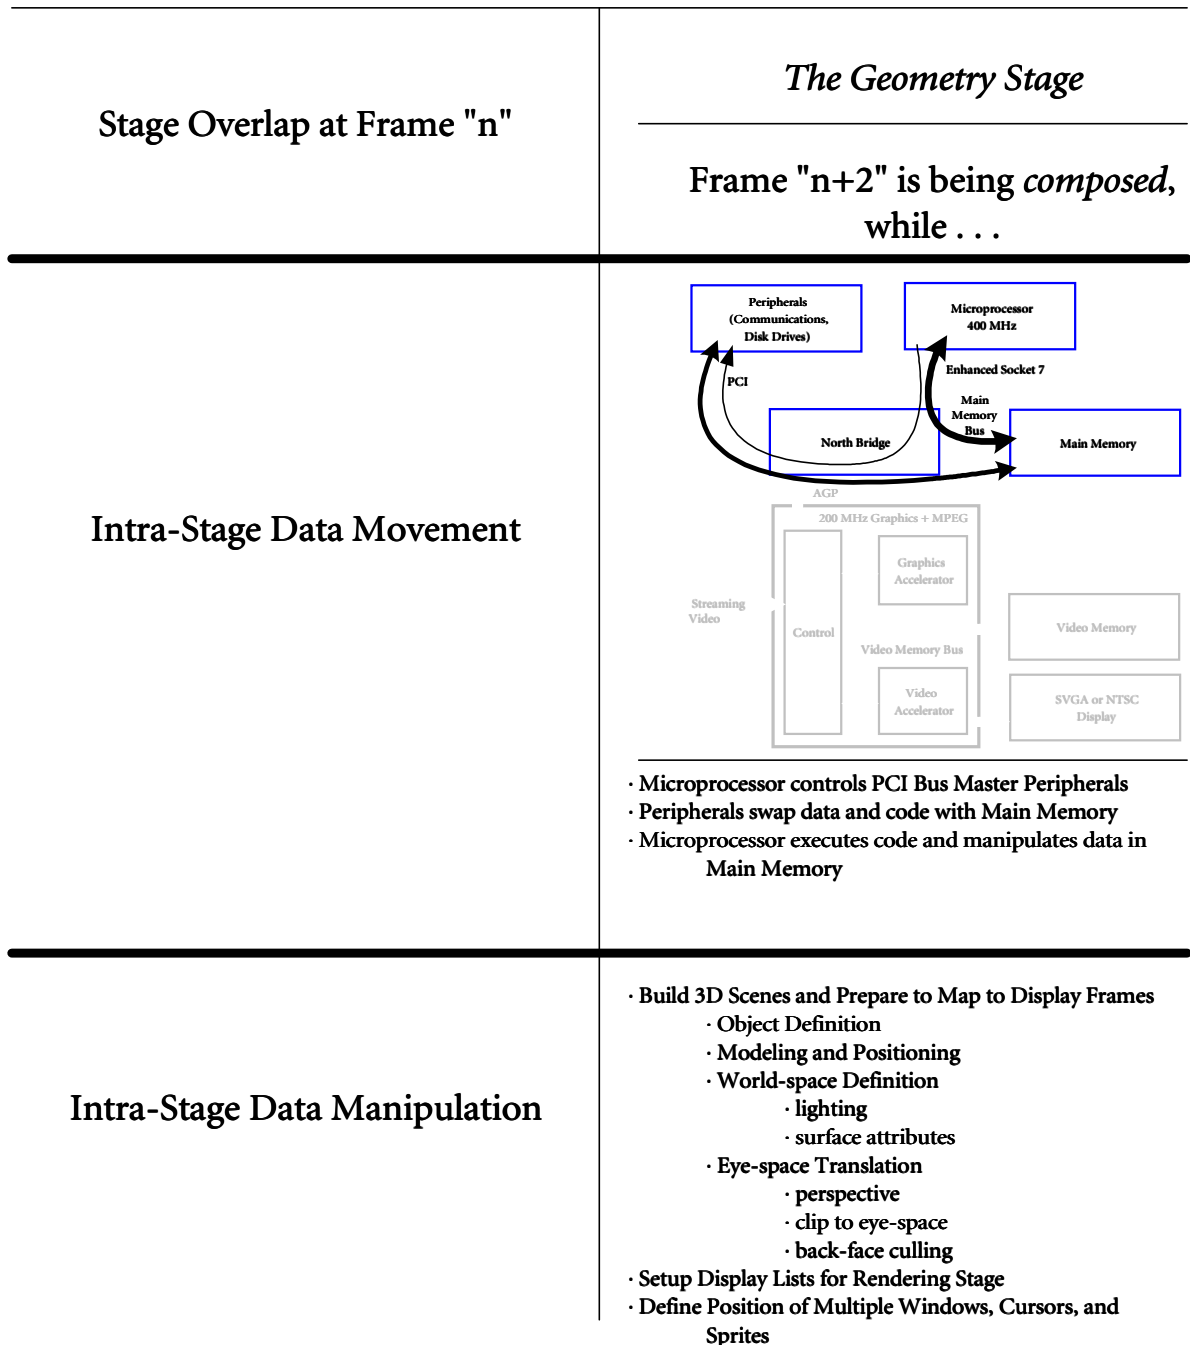 Stage Overlap at Frame "n"
The Geometry Stage
Frame "n+2" is being composed,
while . . .
Intra-Stage Data Movement
Peripherals
(Communications,
Disk Drives)
Microprocessor
400 MHz
PCI
Enhanced Socket 7
Main
Memory
Bus
North Bridge
Main Memory
AGP
200 MHz Graphics + MPEG
Graphics
Accelerator
Streaming
Video
Control
Video Memory
Video Memory Bus
Video
Accelerator
SVGA or NTSC
Display
· Microprocessor controls PCI Bus Master Peripherals
· Peripherals swap data and code with Main Memory
· Microprocessor executes code and manipulates data in
Main Memory
Intra-Stage Data Manipulation
· Build 3D Scenes and Prepare to Map to Display Frames
· Object Definition
· Modeling and Positioning
· World-space Definition
· lighting
· surface attributes
· Eye-space Translation
· perspective
· clip to eye-space
· back-face culling
· Setup Display Lists for Rendering Stage
· Define Position of Multiple Windows, Cursors, and
Sprites